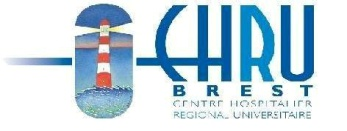 CHRU
BREST
CENTRE HOSPITALIER
REGIONAL UNIVERSITAIRE